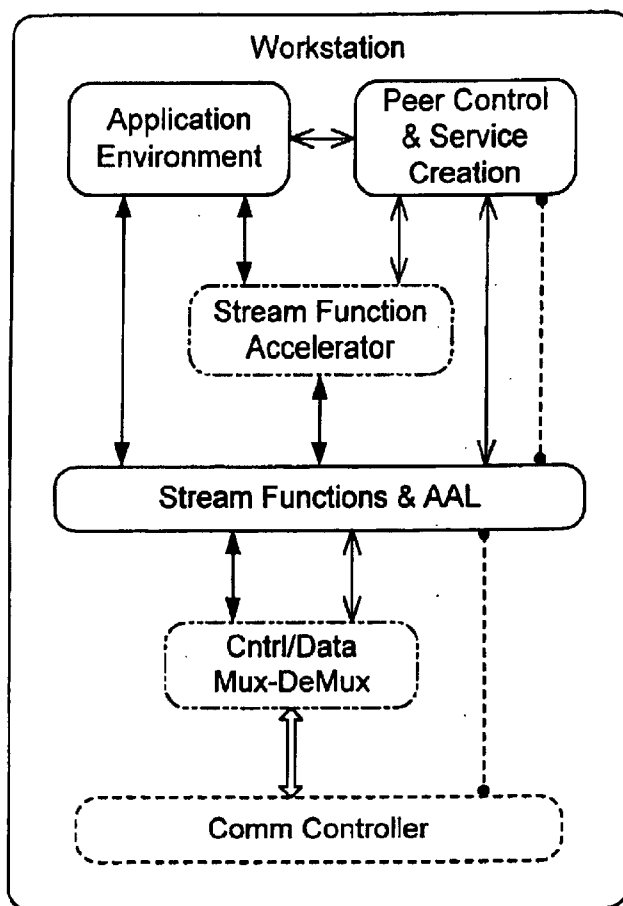 Workstation
Application
Environment
Peer Control
& Service
Creation
Stream Function
Accelerator
Stream Functions & AAL
Cntrl/Data
Mux-DeMux
Comm Controller